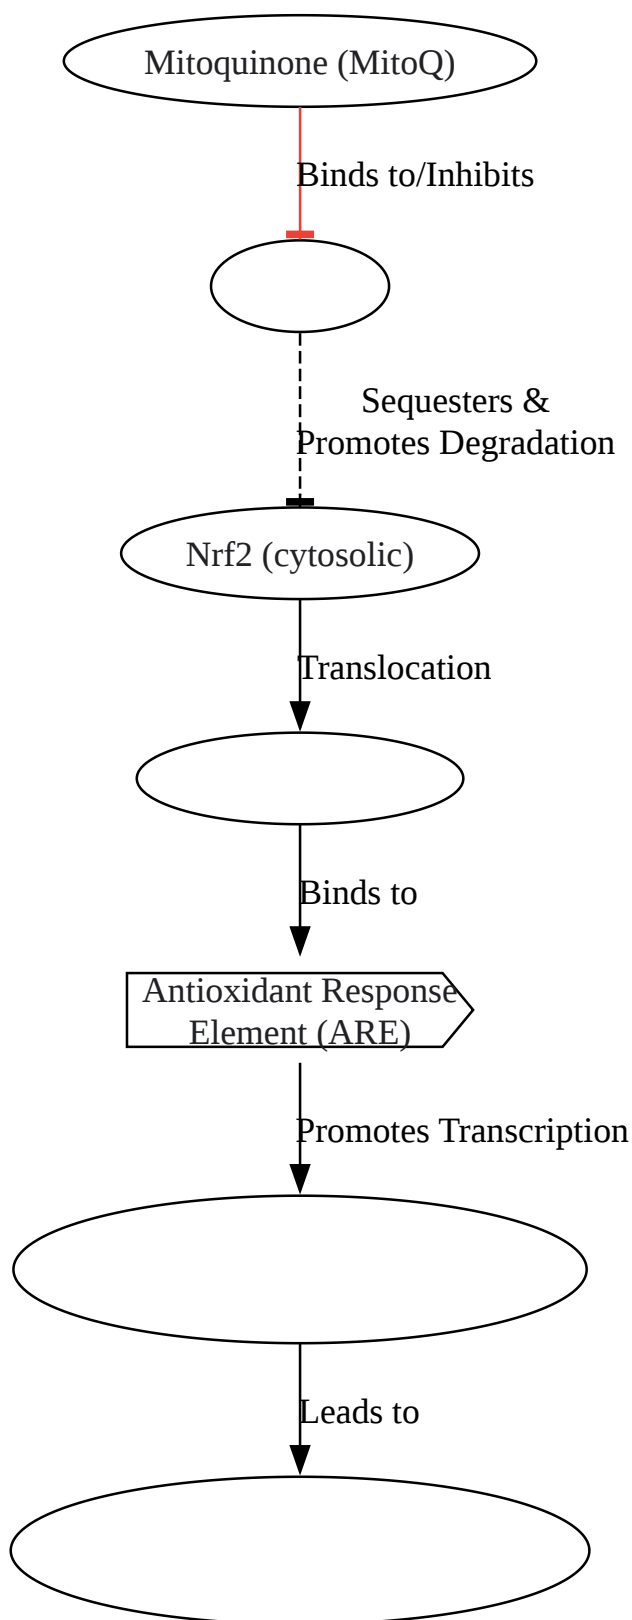 Mitoquinone (MitoQ)
Binds to/Inhibits
Sequesters &
Promotes Degradation
Nrf2 (cytosolic)
Translocation
Binds to
Antioxidant Response
Element (ARE)
Promotes Transcription
Leads to